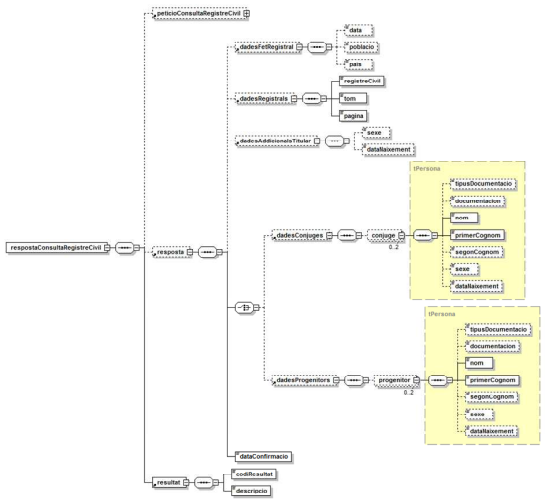 peticioConsultaRegistreCivil
data
dadesFetRegistral
poblacio
pais
registreCivil
dadesRegistrals
tom
pagina
sexe
dadesAddicionalsTitular
dataNaixement
tPersona
tipusDocumentacio
documentacion
nom
dadesConjuges
conjuge
primerCognom
0..2
respostaConsultaRegistreCivil
resposta
segonCognom
sexe
dataNaixement
tPersona
tipusDocumentacio
documentacion
nom
dadesProgenitors
progenitor
primerCognom
0..2
segonCognom
sexe
dataNaixement
dataConfirmacio
codiResultat
resultat
descripcio